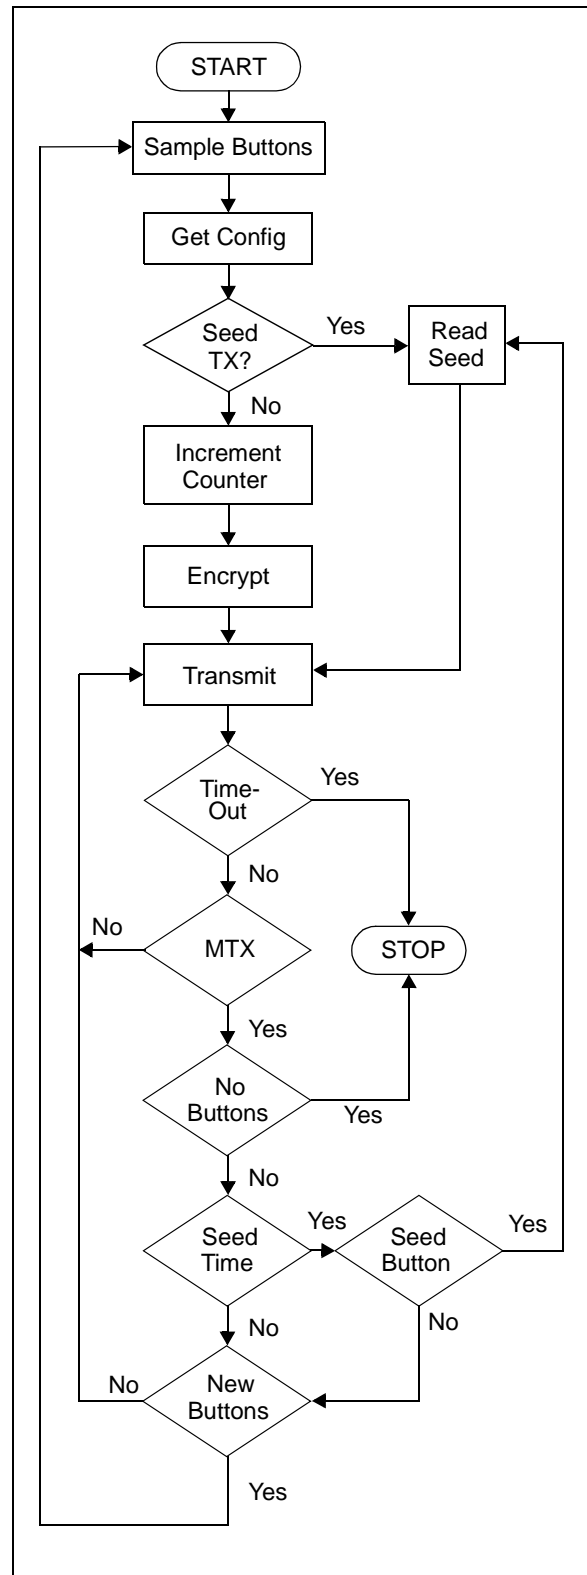 START
Sample Buttons
Get Config
Seed
TX?
Yes
Read
Seed
No
Increment
Counter
Encrypt
Transmit
Time-
Out
Yes
No
No
MTX
STOP
Yes
No
Buttons
Yes
No
Seed
Time
Yes
Seed
Button
Yes
No
No
No
New
Buttons
Yes